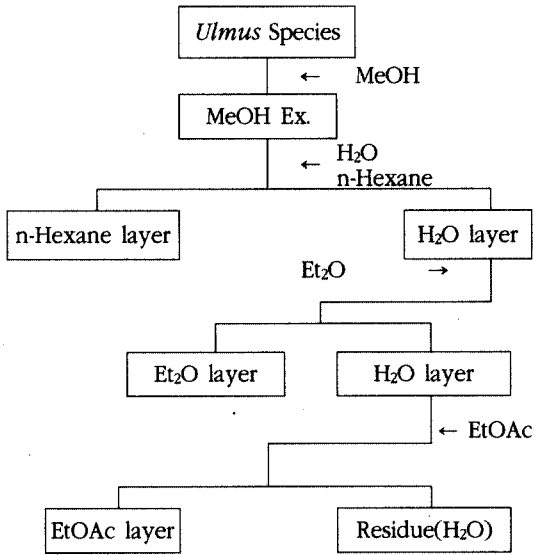 Ulmus Species
← MeOH
MeOH Ex.
← H₂O
n-Hexane
n-Hexane layer
H₂O layer
Et₂O →
Et₂O layer
H₂O layer
← EtOAc
EtOAc layer
Residue(H₂O)